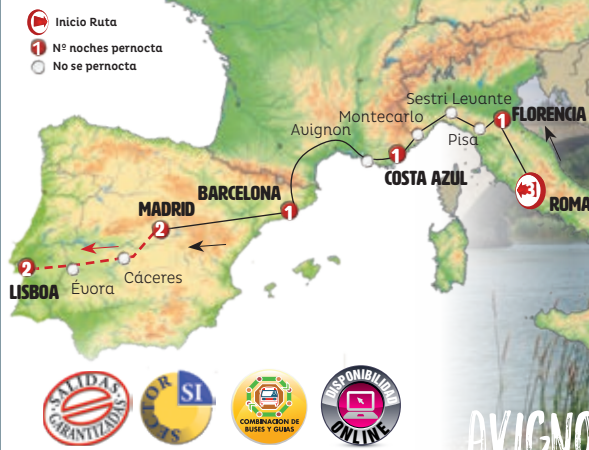 Inicio Ruta
1 Nº noches pernocta
No se pernocta
Sestri Levante
Montecarlo
FLORENCIA
1
Avignon
Pisa
1
COSTA AZUL
3
ROMA
BARCELONA
1
MADRID
2
Cáceres
2
LISBOA
Évora
SALIDAS GARANTIZADAS
SECTOR SI
COMBINACIÓN DE
BUSES Y GUIAS
DISPONIBILIDAD
ONLINE
AVIGNO